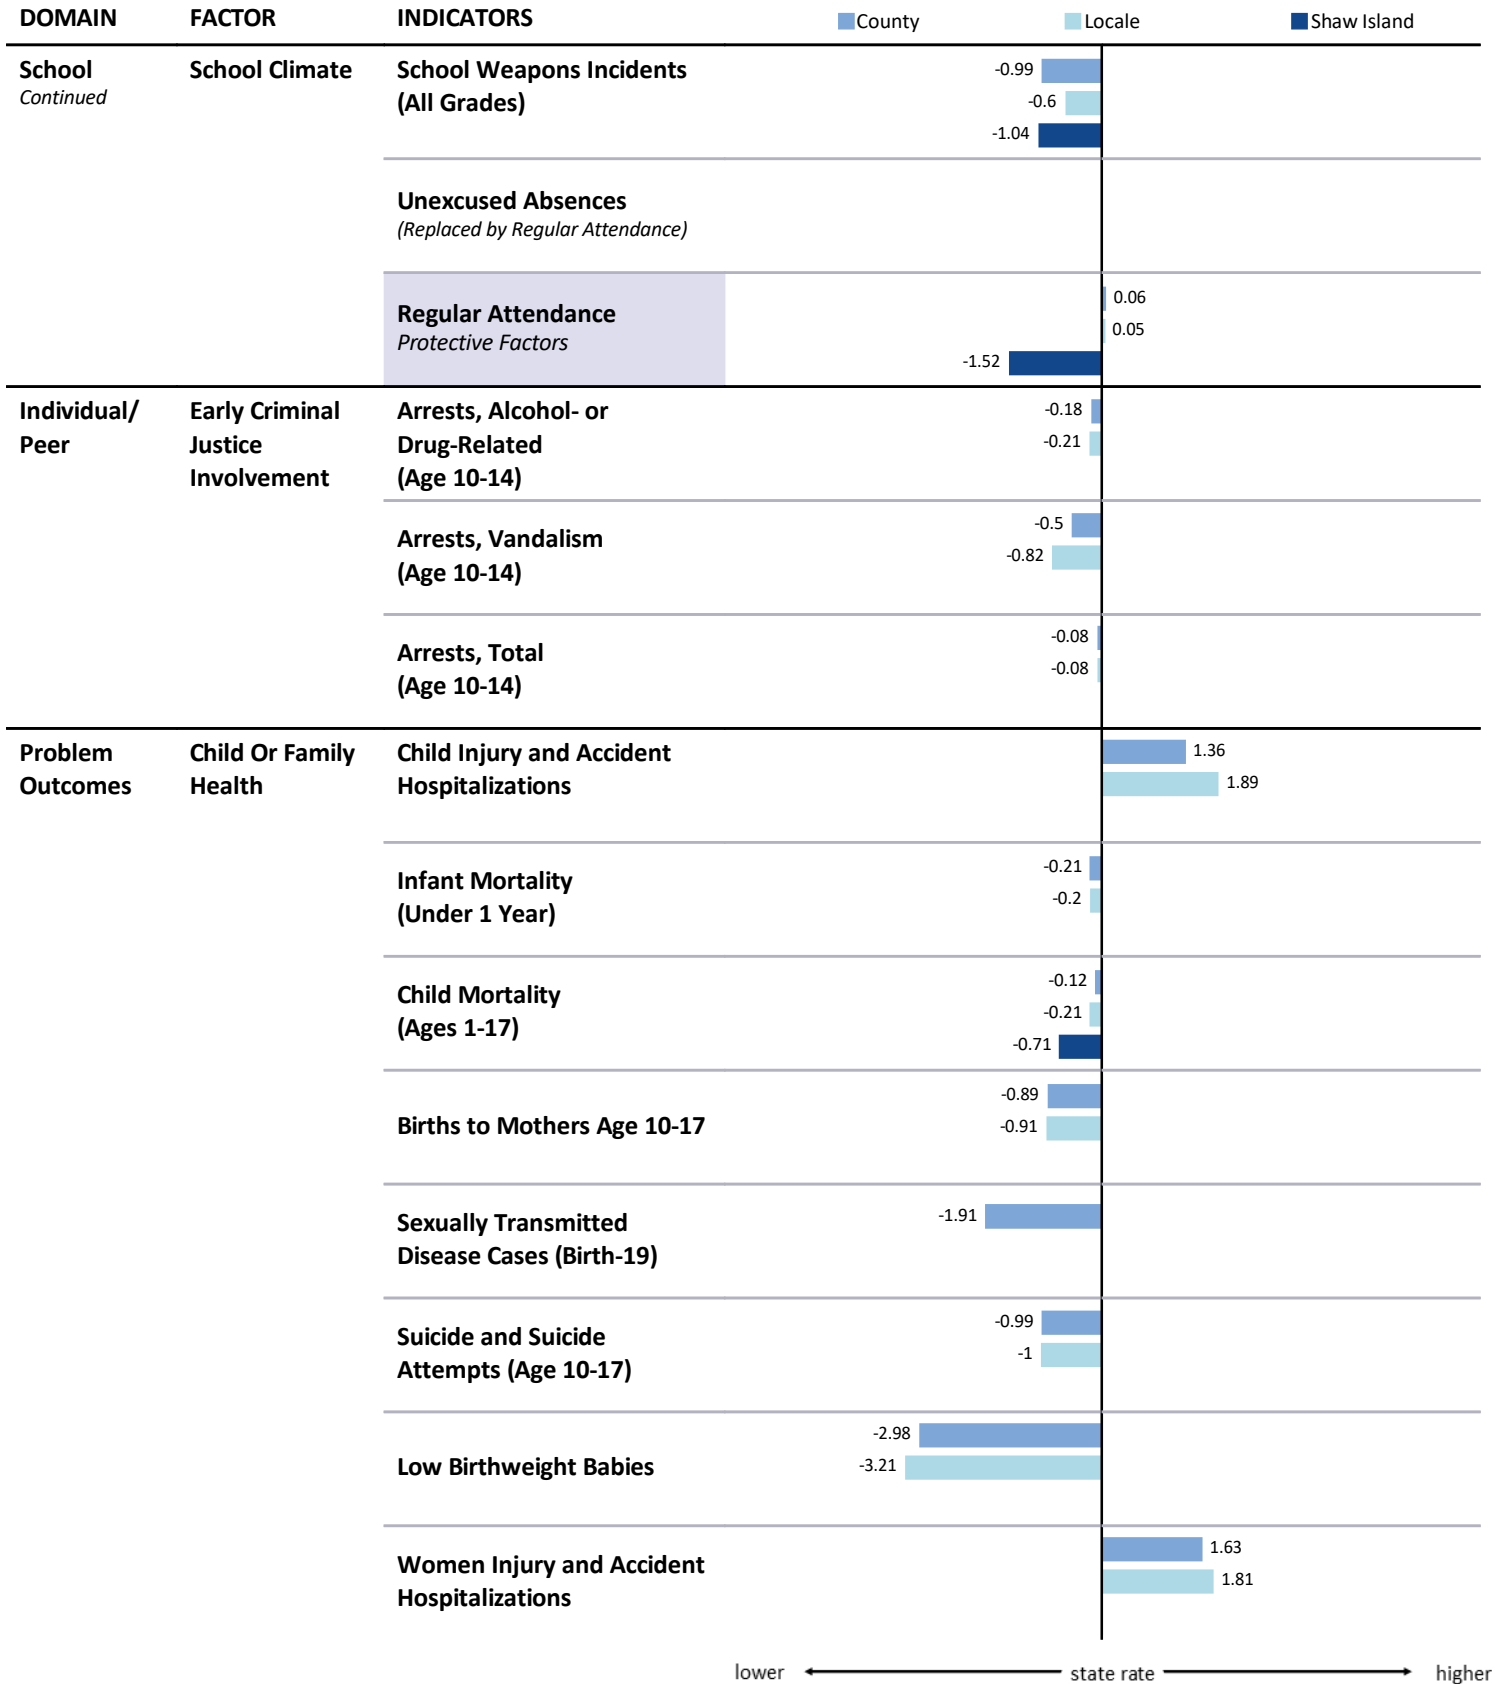 DOMAIN FACTOR INDICATORS County Locale Shaw Island
School School Climate School Weapons Incidents
Continued (All Grades)
-0.99
-0.6
-1.04
Unexcused Absences
(Replaced by Regular Attendance)
Regular Attendance
Protective Factors
0.06
0.05
-1.52
Individual/ Early Criminal Arrests, Alcohol- or
Peer Justice Drug-Related
Involvement (Age 10-14)
-0.18
-0.21
Arrests, Vandalism
(Age 10-14)
-0.5
-0.82
Arrests, Total
(Age 10-14)
-0.08
-0.08
Problem Child Or Family Child Injury and Accident
Outcomes Health Hospitalizations
1.36
1.89
Infant Mortality
(Under 1 Year)
-0.21
-0.2
Child Mortality
(Ages 1-17)
-0.12
-0.21
-0.71
Births to Mothers Age 10-17
-0.89
-0.91
Sexually Transmitted
Disease Cases (Birth-19)
-1.91
Suicide and Suicide
Attempts (Age 10-17)
-0.99
-1
Low Birthweight Babies
-2.98
-3.21
Women Injury and Accident
Hospitalizations
1.63
1.81
lower state rate higher